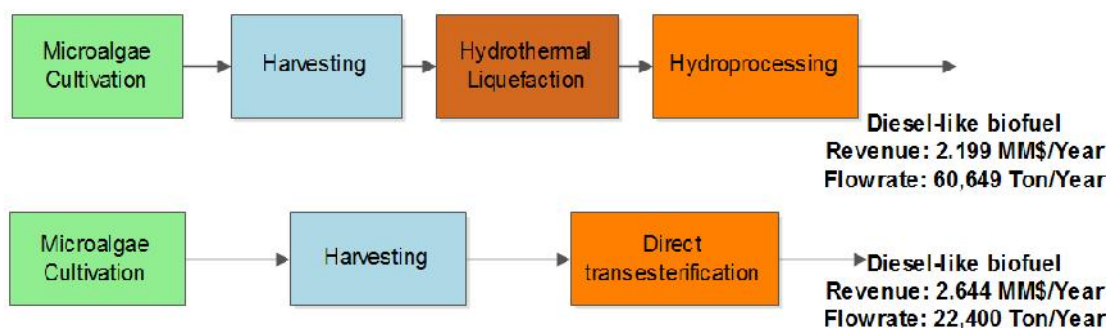 Microalgae
Cultivation
Harvesting
Hydrothermal
Liquefaction
Hydroprocessing
Diesel-like biofuel
Revenue: 2.199 MM$/Year
Flowrate: 60,649 Ton/Year
Microalgae
Cultivation
Harvesting
Direct
transesterification
Diesel-like biofuel
Revenue: 2.644 MM$/Year
Flowrate: 22,400 Ton/Year